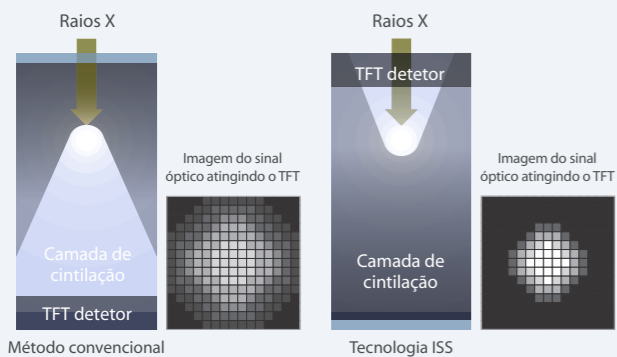 Raios X
Imagem do sinal
óptico atingindo o TFT
Camada de
cintilação
TFT detetor
Método convencional
Raios X
TFT detetor
Imagem do sinal
óptico atingindo o TFT
Camada de
cintilação
Tecnologia ISS